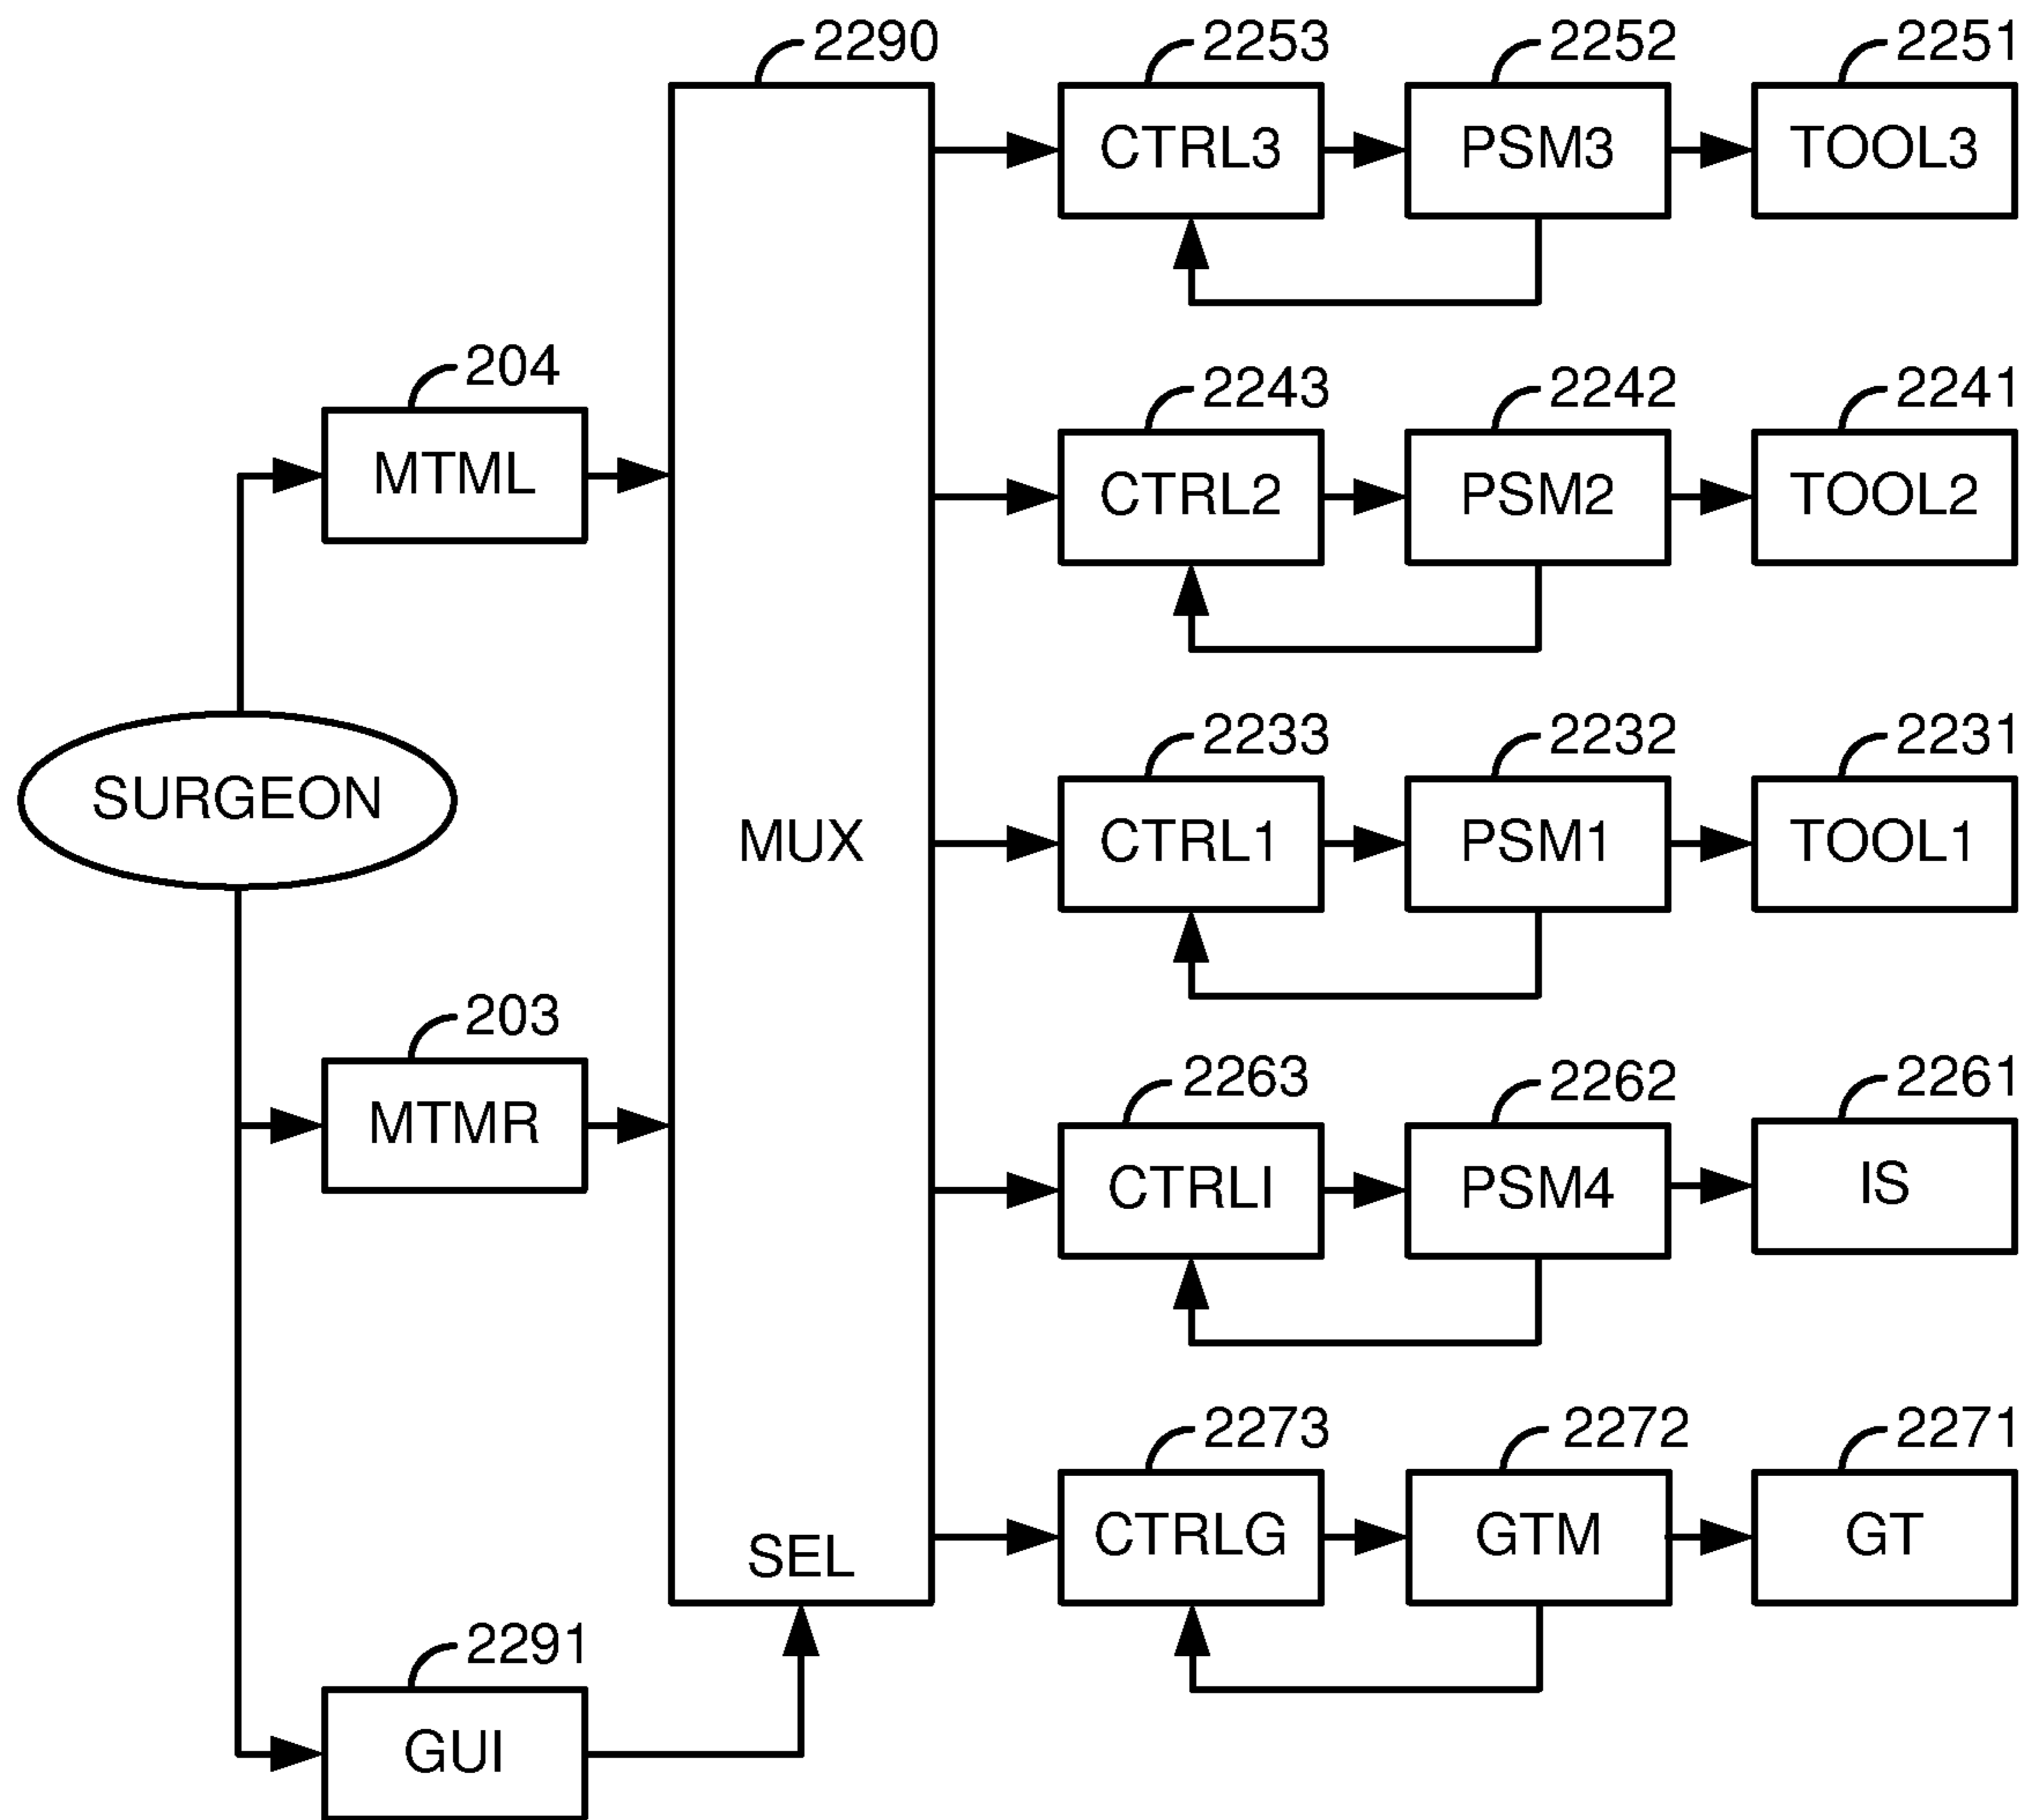 2290
2253
2252
2251
CTRL3
PSM3
TOOL3
204
MTML
2243
2242
2241
CTRL2
PSM2
TOOL2
SURGEON
MUX
2233
2232
2231
CTRL1
PSM1
TOOL1
203
MTMR
2263
2262
2261
CTRLI
PSM4
IS
2273
2272
2271
CTRLG
GTM
GT
SEL
2291
GUI